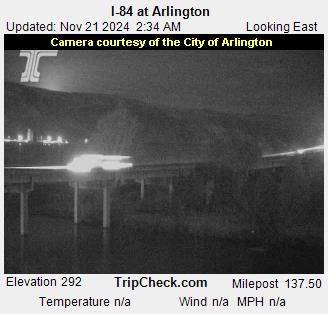 I-84 at Arlington
Updated: Nov 21 2024 2:34 AM Looking East
Camera courtesy of the City of Arlington
Elevation 292 TripCheck.com Milepost 137.50
Temperature n/a Wind n/a MPH n/a